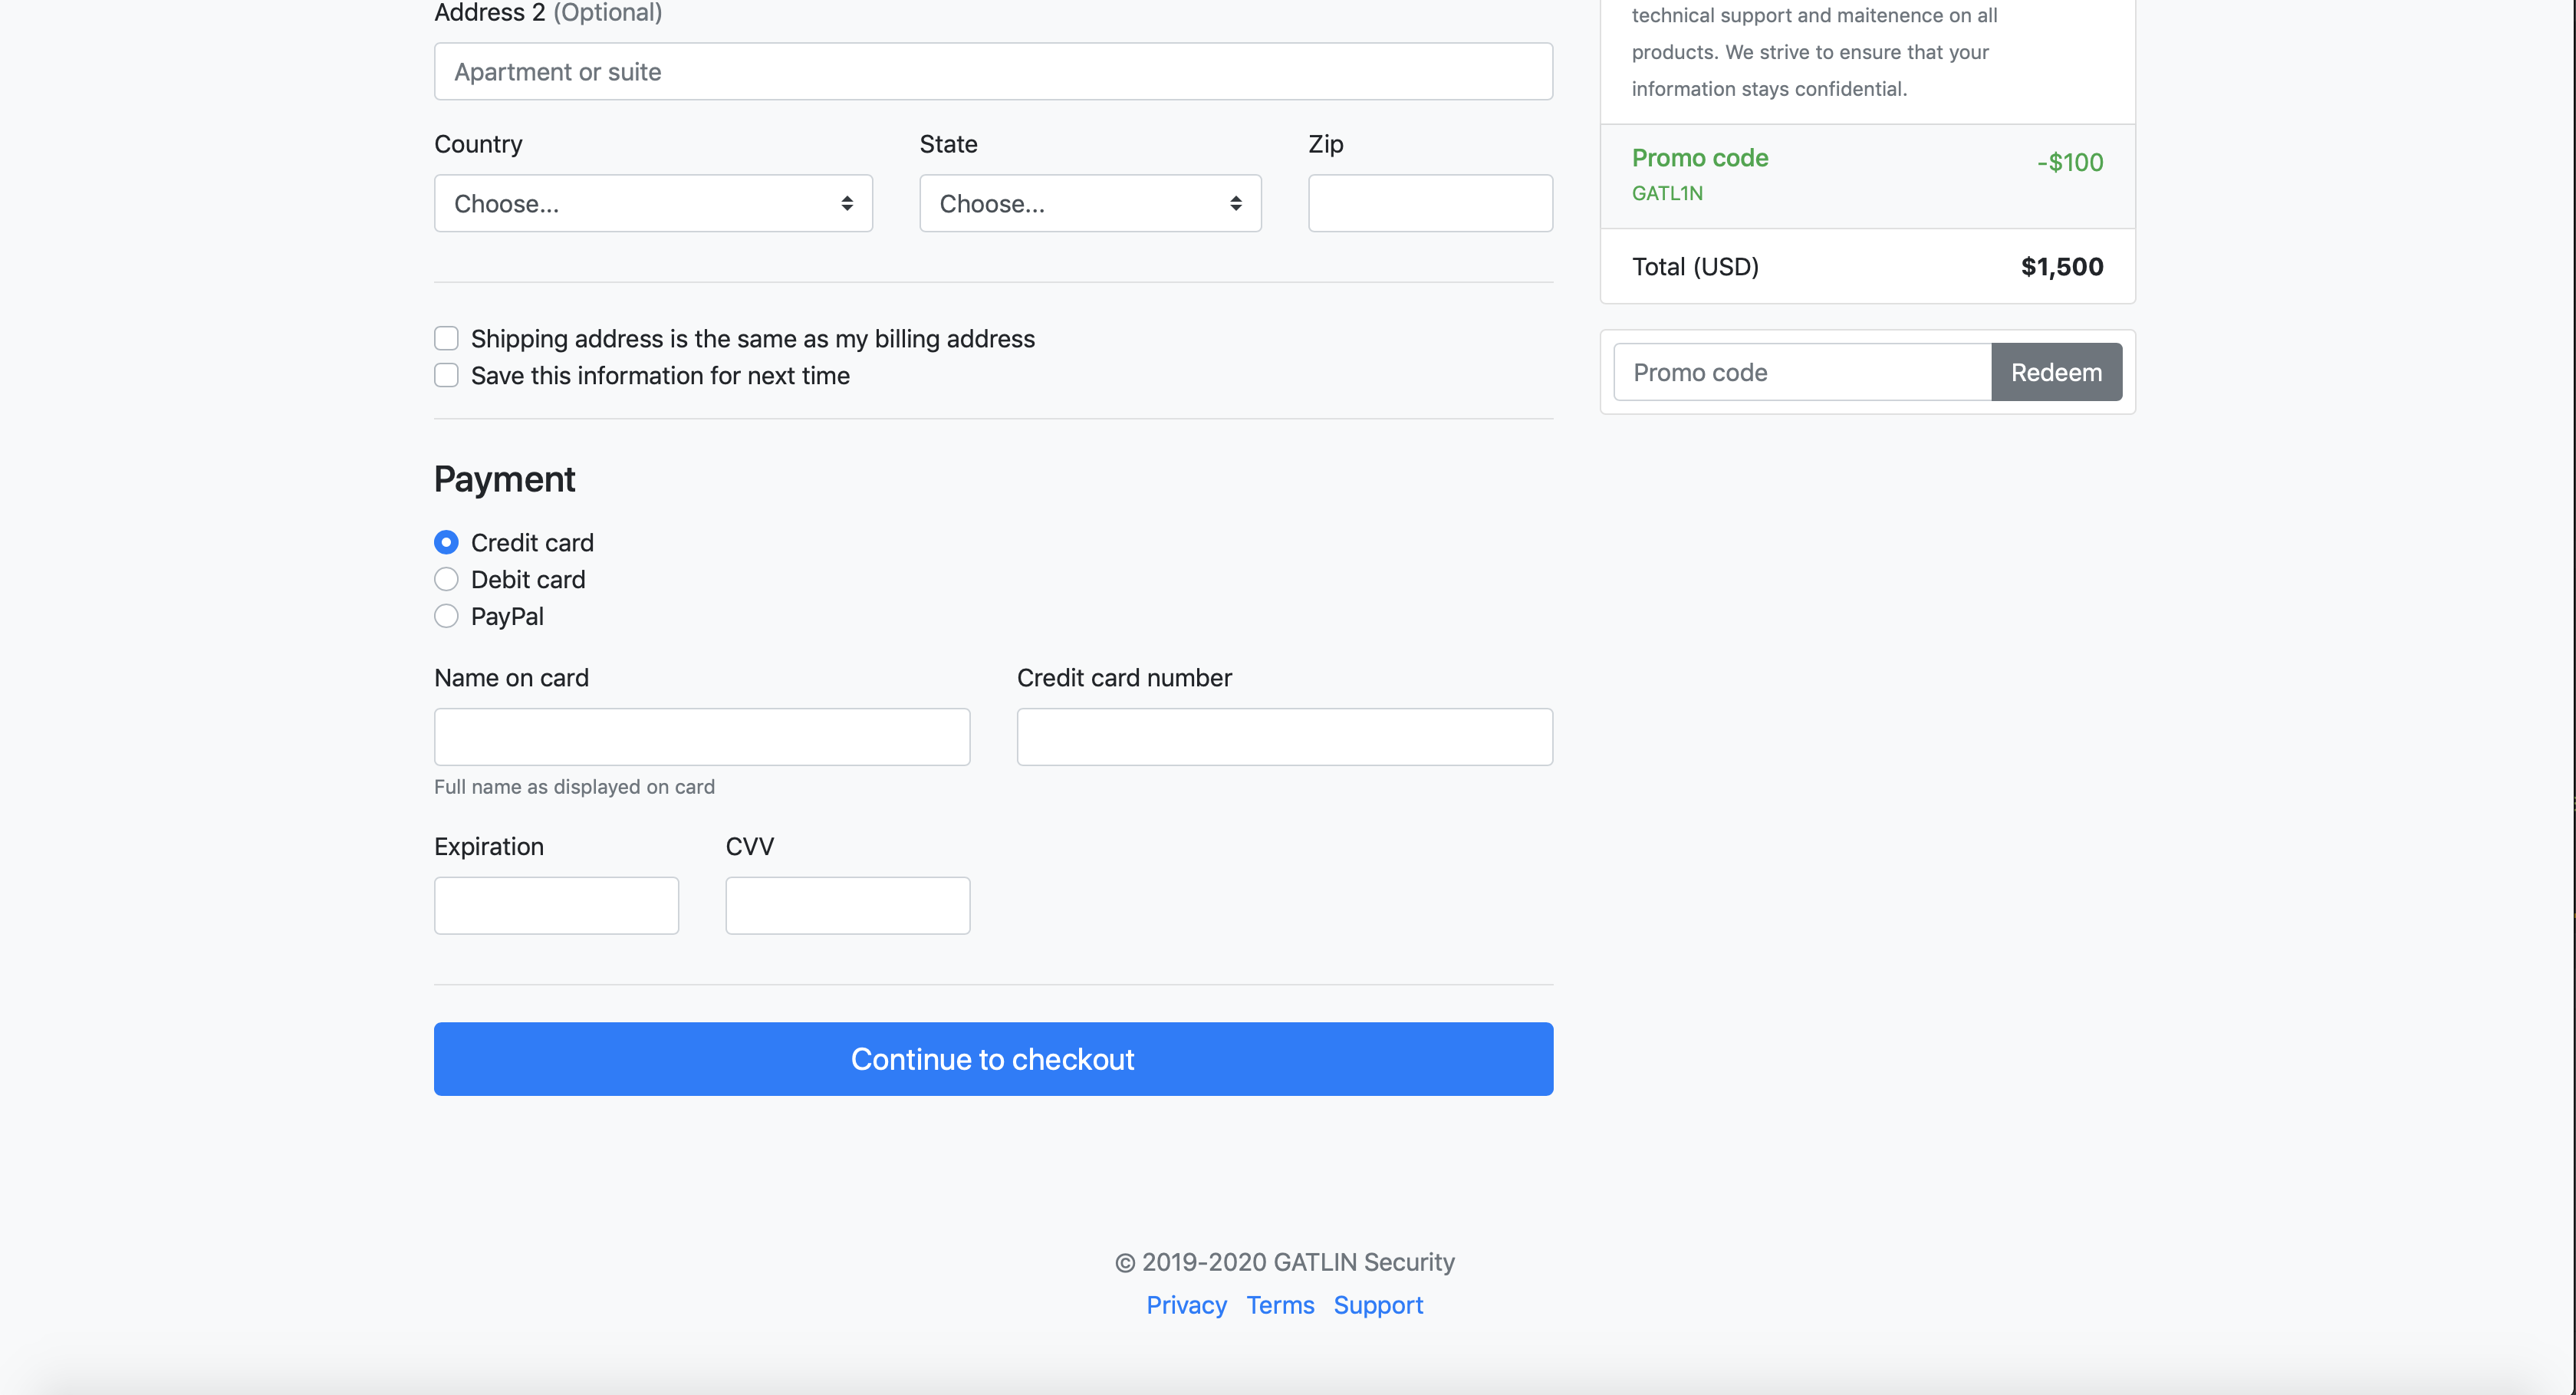 Address 2 (Optional)
Apartment or suite
Country
State
Zip
Choose...
Choose...
Shipping address is the same as my billing address
Save this information for next time
Payment
Credit card
Debit card
PayPal
Name on card
Credit card number
Full name as displayed on card
Expiration
CVV
Continue to checkout
technical support and maitenence on all
products. We strive to ensure that your
information stays confidential.
Promo code
-$100
GATL1N
Total (USD)
$1,500
Promo code
Redeem
© 2019-2020 GATLIN Security
Privacy Terms Support